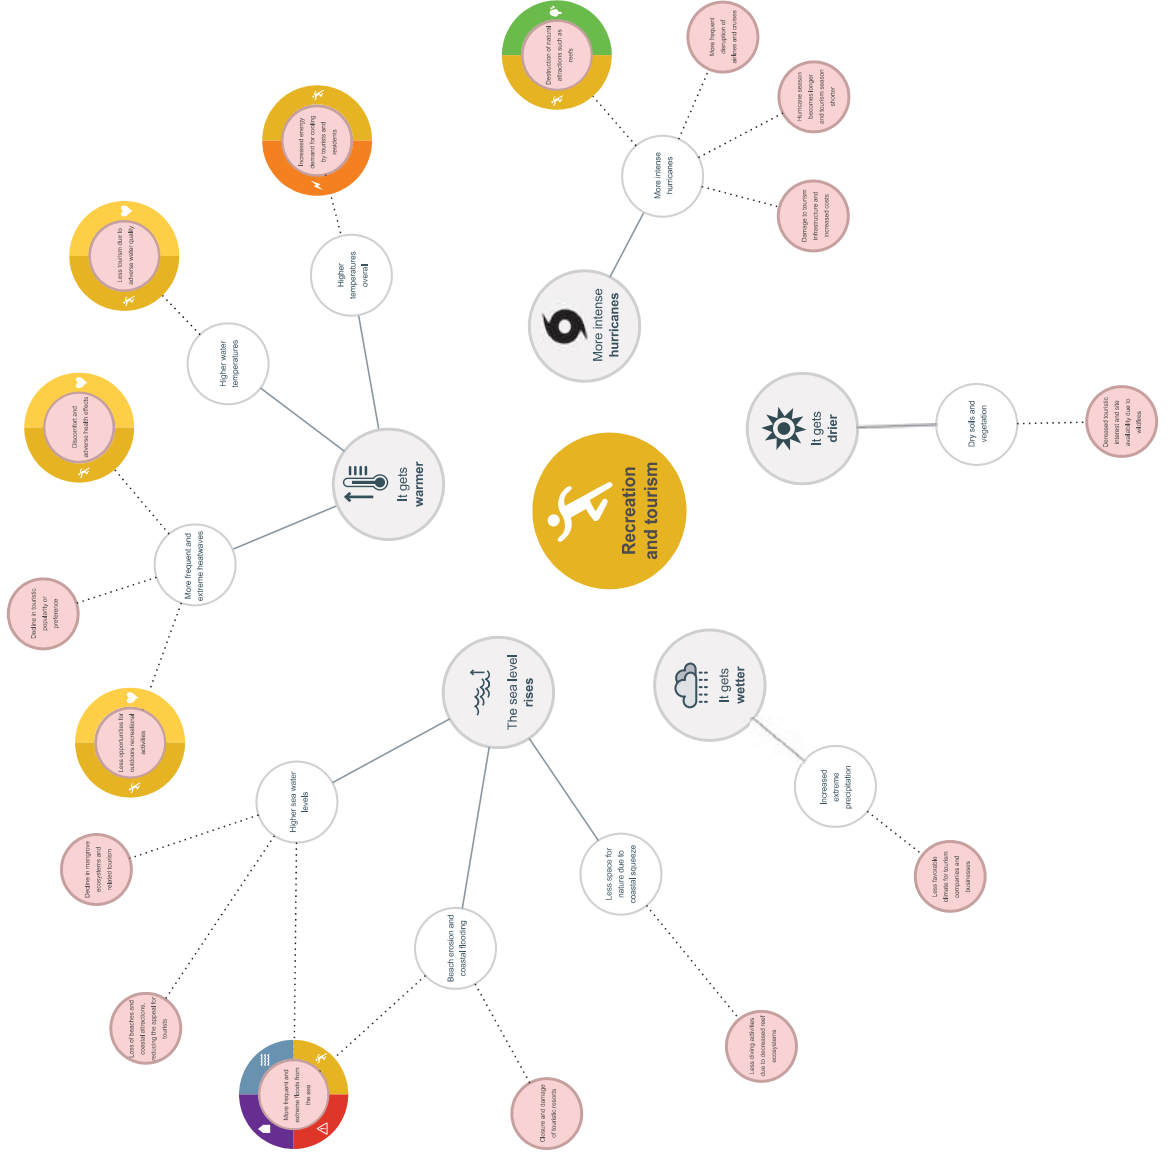 Recreation
and tourism
It gets
warmer
More frequent and
extreme heatwaves
Less opportunities for
outdoors recreational
activities
Decline in touristic
popularity or
preference
Discomfort and
adverse health effects
Higher water
temperatures
Less tourism due to
adverse water quality
Higher
temperatures
overall
Increased energy
demand for cooling
by tourists and
residents
More intense
hurricanes
More intense
hurricanes
Destruction of natural
attractions such as
reefs
More frequent
disruption of
airlines and cruises
Hurricane season
becomes longer
and tourism season
shorter
Damage to tourism
infrastructure and
increased costs
It gets
drier
Dry soils and
vegetation
Decreased touristic
interest and site
availability due to
wildfires
It gets
wetter
Increased
extreme
precipitation
Less favorable
climate for tourism
companies and
businesses
The sea level
rises
Less space for
nature due to
coastal squeeze
Less diving activities
due to decreased reef
ecosystems
Beach erosion and
coastal flooding
Closure and damage
of touristic resorts
More frequent and
extreme floods from
the sea
Higher sea water
levels
Loss of beaches and
coastal attractions,
reducing the appeal for
tourists
Decline in mangrove
ecosystems and
related tourism